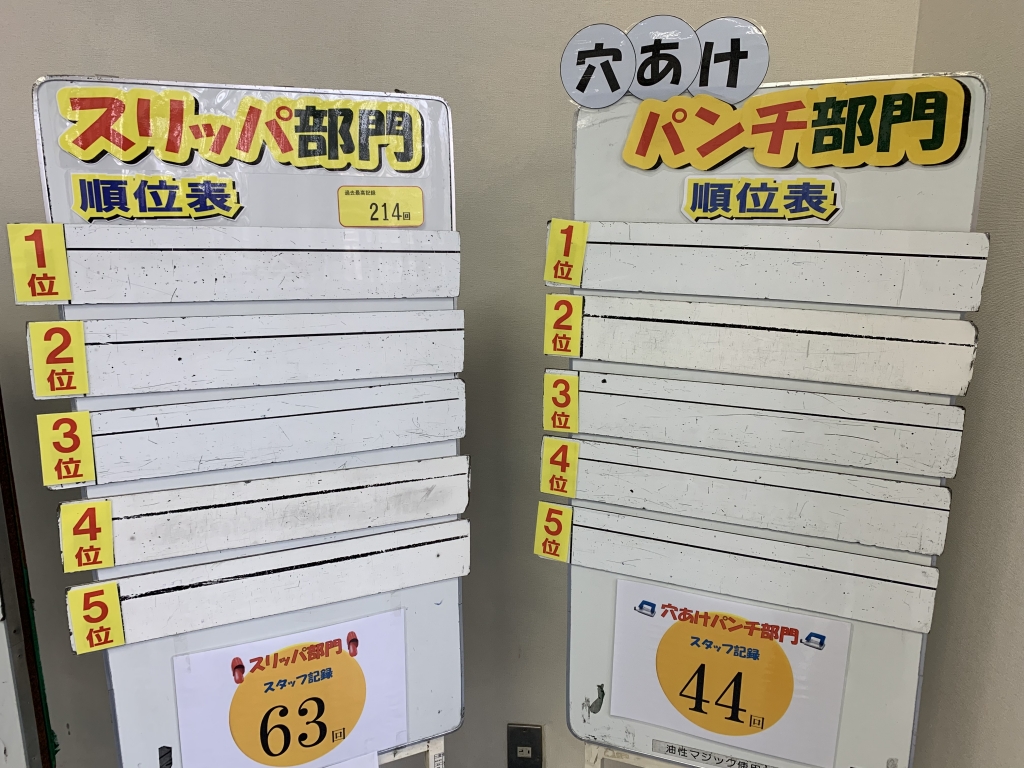 スリッパ部門
順位表
過去最高記録
214回
1位
2位
3位
4位
5位
スリッパ部門
スタッフ記録
63回
穴あけ
パンチ部門
順位表
1位
2位
3位
4位
5位
穴あけパンチ部門
スタッフ記録
44回
油性マジック使用